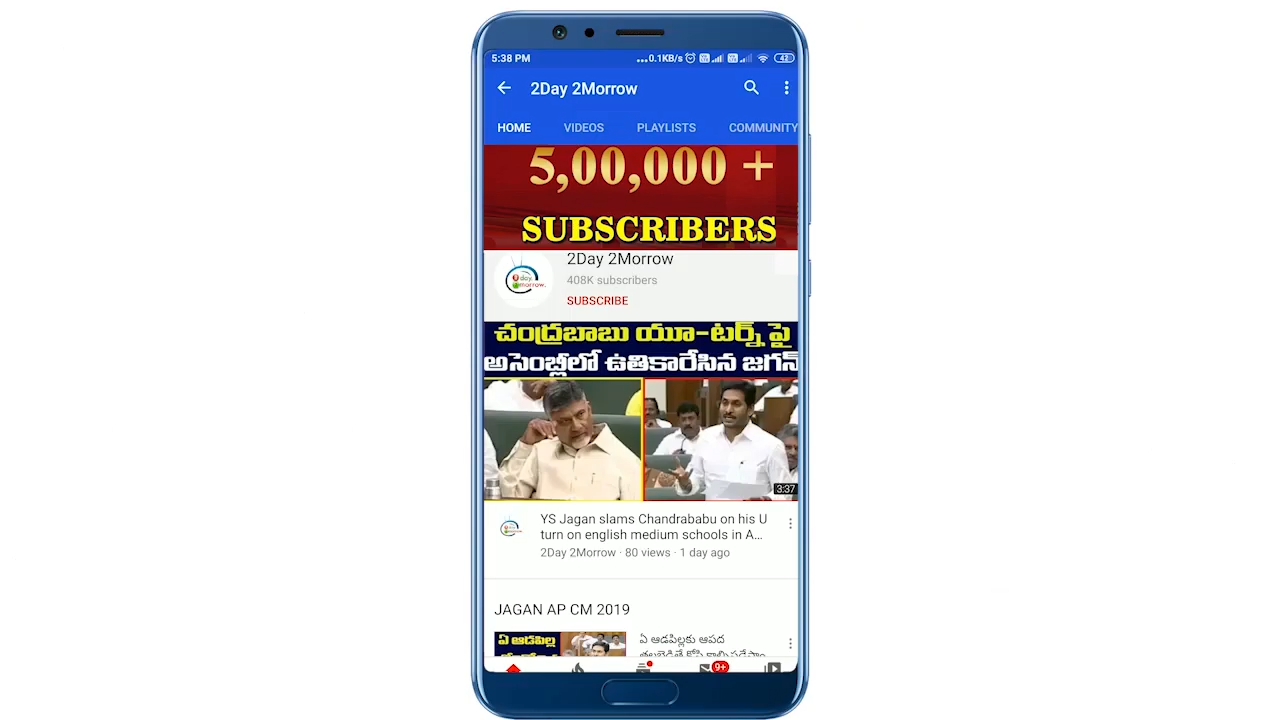 5:38 PM
...0.1KB/s
42
2Day 2Morrow
HOME
VIDEOS
PLAYLISTS
COMMUNITY
5,00,000 +
SUBSCRIBERS
2Day 2Morrow
408K subscribers
SUBSCRIBE
చంద్రబాబు యూ-టర్న్ పై
అసెంబ్లీలో ఉతికారేసిన జగన్
3:37
YS Jagan slams Chandrababu on his U
turn on english medium schools in A...
2Day 2Morrow · 80 views · 1 day ago
JAGAN AP CM 2019
ఏ ఆడపిల్ల
ఏ ఆడపిల్లకు ఆపద
9+